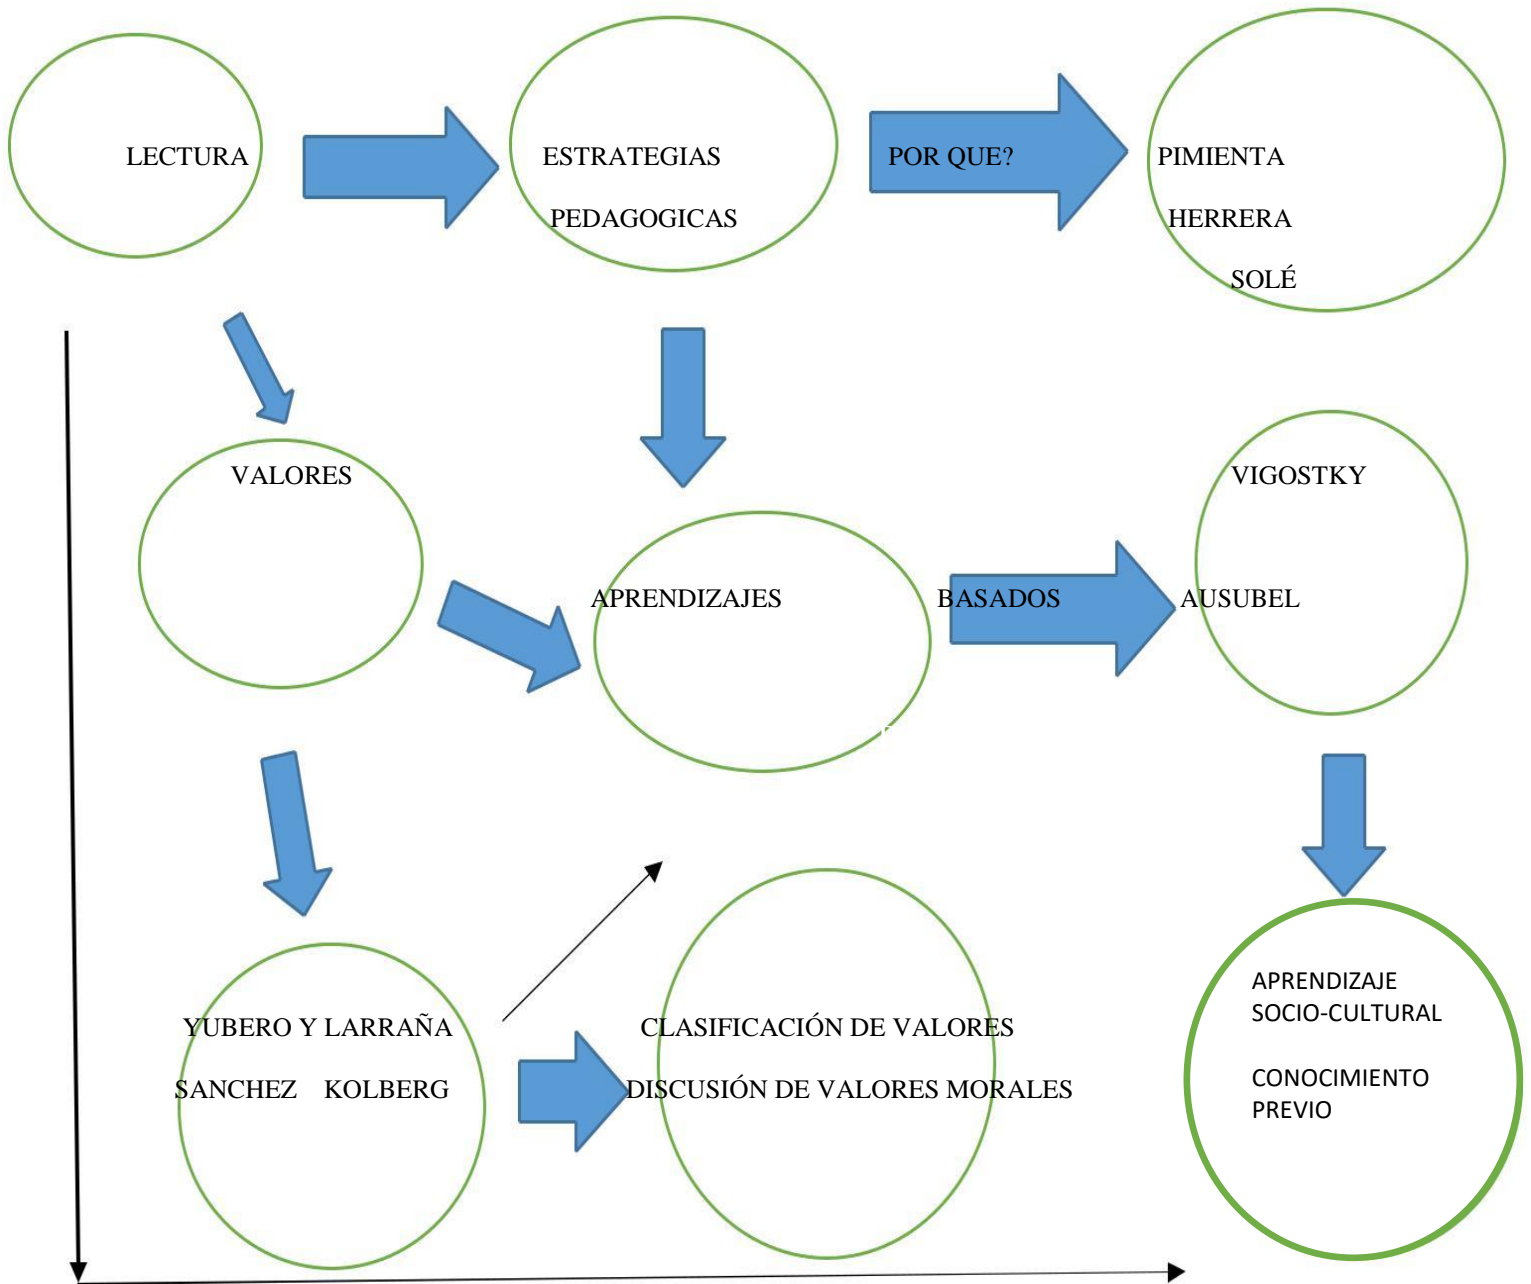 LECTURA
ESTRATEGIAS
PEDAGOGICAS
POR QUE?
PIMIENTA
HERRERA
SOLÉ
VALORES
VIGOSTKY
APRENDIZAJES
BASADOS
AUSUBEL
YUBERO Y LARRAÑA
SANCHEZ KOLBERG
CLASIFICACIÓN DE VALORES
DISCUSIÓN DE VALORES MORALES
APRENDIZAJE
SOCIO-CULTURAL
CONOCIMIENTO
PREVIO